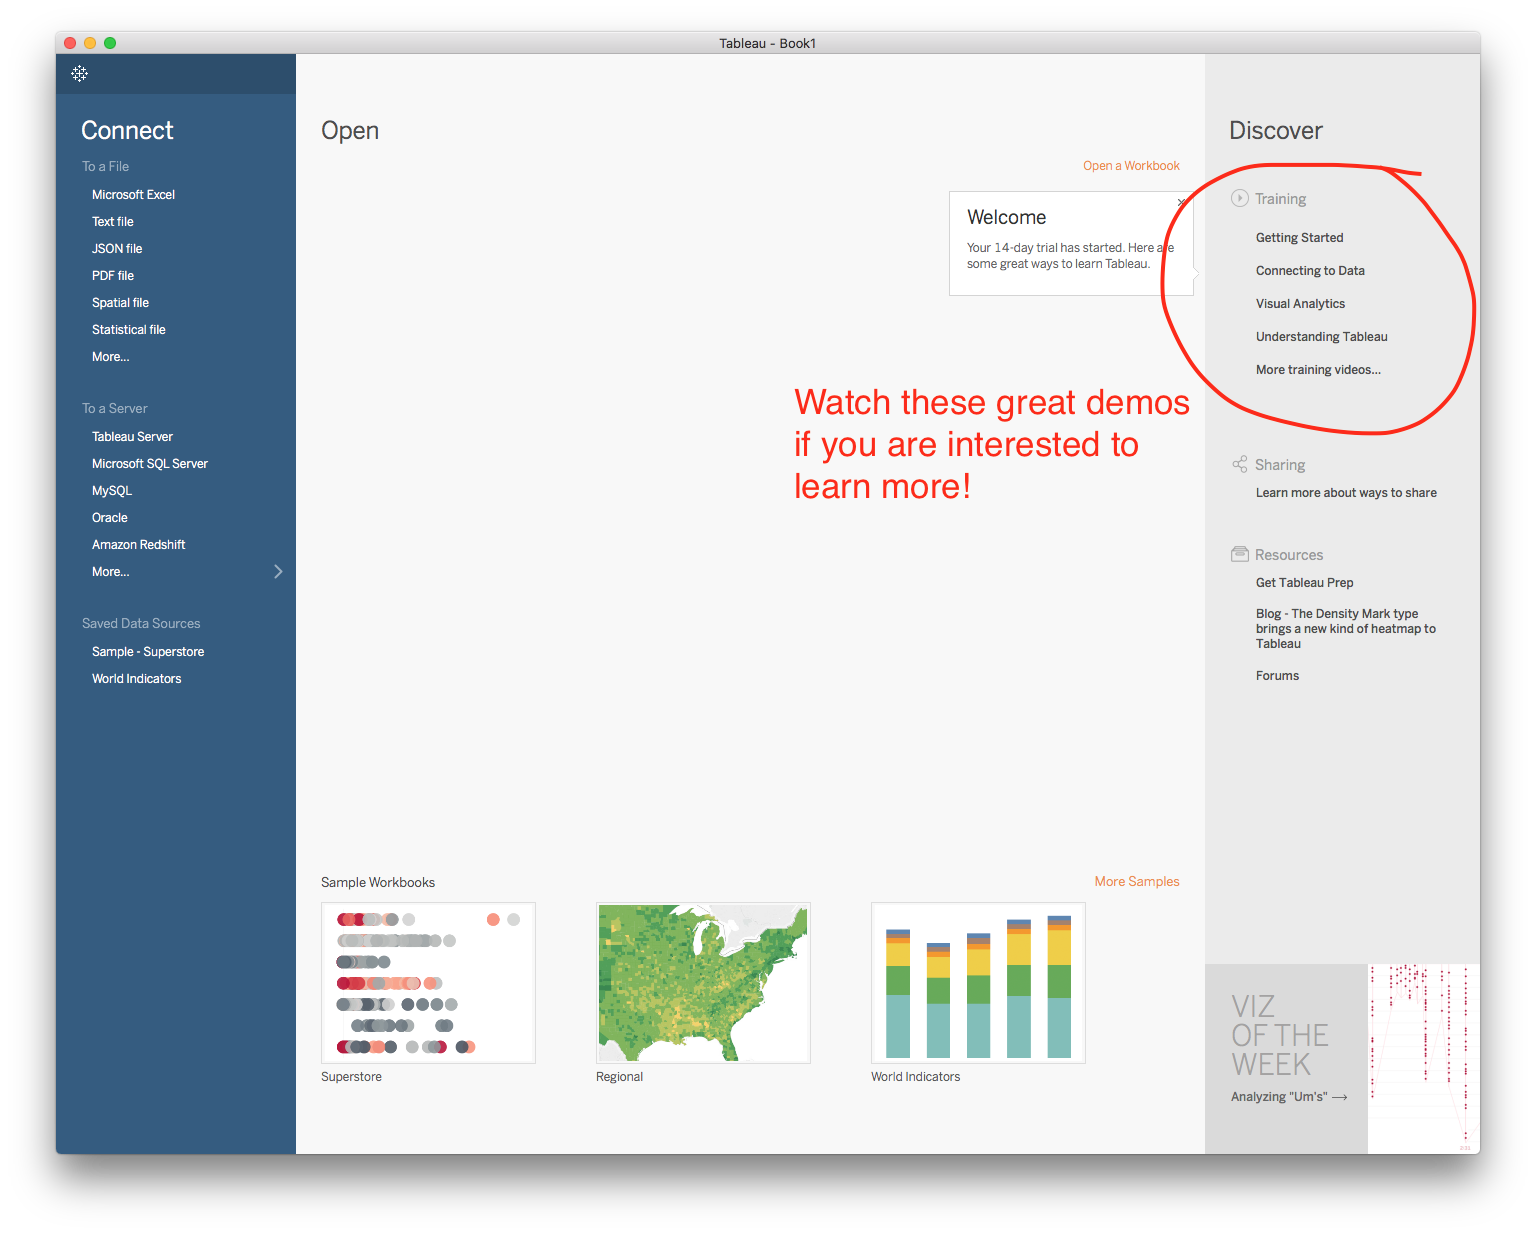 Tableau - Book1
Connect
To a File
Microsoft Excel
Text file
JSON file
PDF file
Spatial file
Statistical file
More...
To a Server
Tableau Server
Microsoft SQL Server
MySQL
Oracle
Amazon Redshift
More...
Saved Data Sources
Sample - Superstore
World Indicators
Open
Open a Workbook
Welcome
Your 14-day trial has started. Here are
some great ways to learn Tableau.
Watch these great demos
if you are interested to
learn more!
Sample Workbooks
More Samples
Superstore
Regional
World Indicators
Discover
Training
Getting Started
Connecting to Data
Visual Analytics
Understanding Tableau
More training videos...
Sharing
Learn more about ways to share
Resources
Get Tableau Prep
Blog - The Density Mark type
brings a new kind of heatmap to
Tableau
Forums
VIZ
OF THE
WEEK
Analyzing "Um's" →